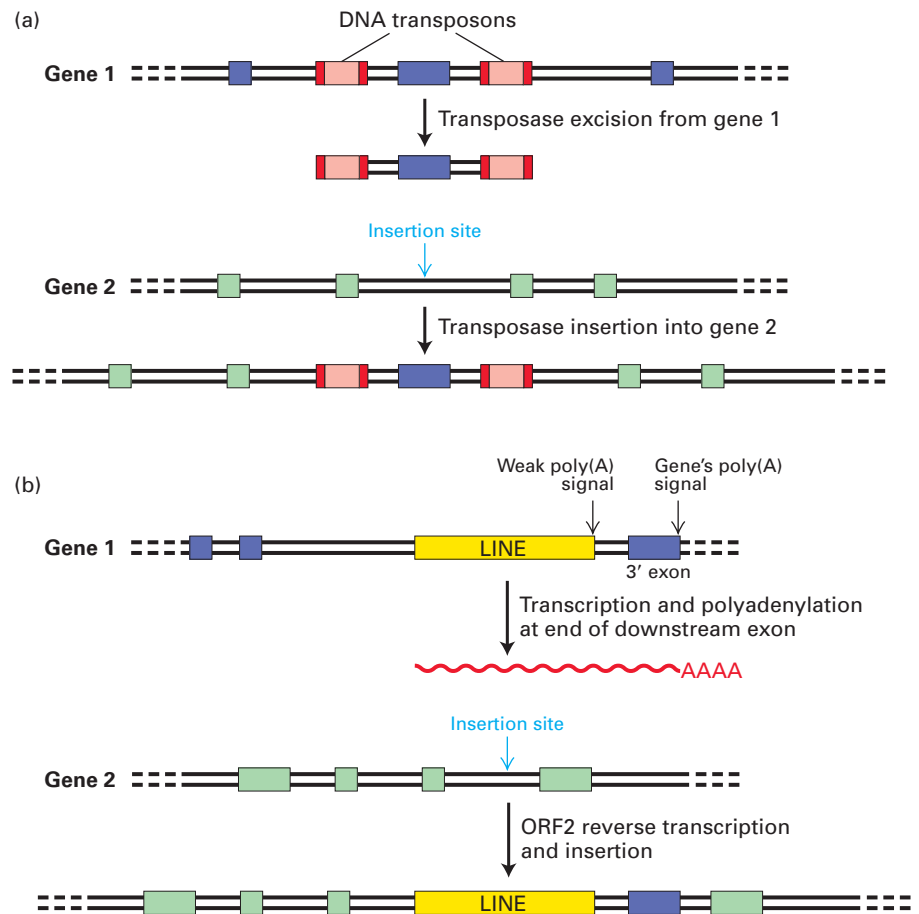 (a)
DNA transposons
Gene 1
Transposase excision from gene 1
Insertion site
Gene 2
Transposase insertion into gene 2
(b)
Weak poly(A)
signal
Gene's poly(A)
signal
Gene 1
LINE
3′ exon
Transcription and polyadenylation
at end of downstream exon
AAAA
Insertion site
Gene 2
ORF2 reverse transcription
and insertion
LINE